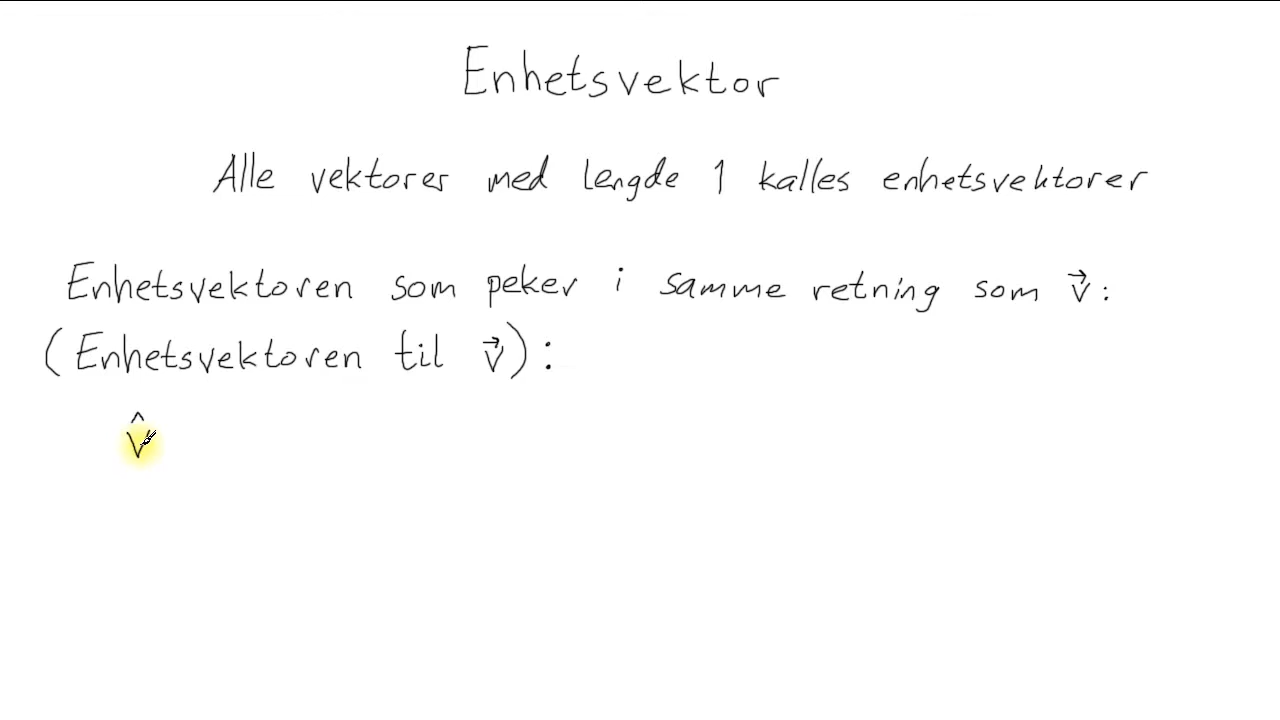 Enhetsvektor
Alle vektorer med lengde 1 kalles enhetsvektorer
Enhetsvektoren som peker i samme retning som v⃗:
(Enhetsvektoren til v⃗):
v̂